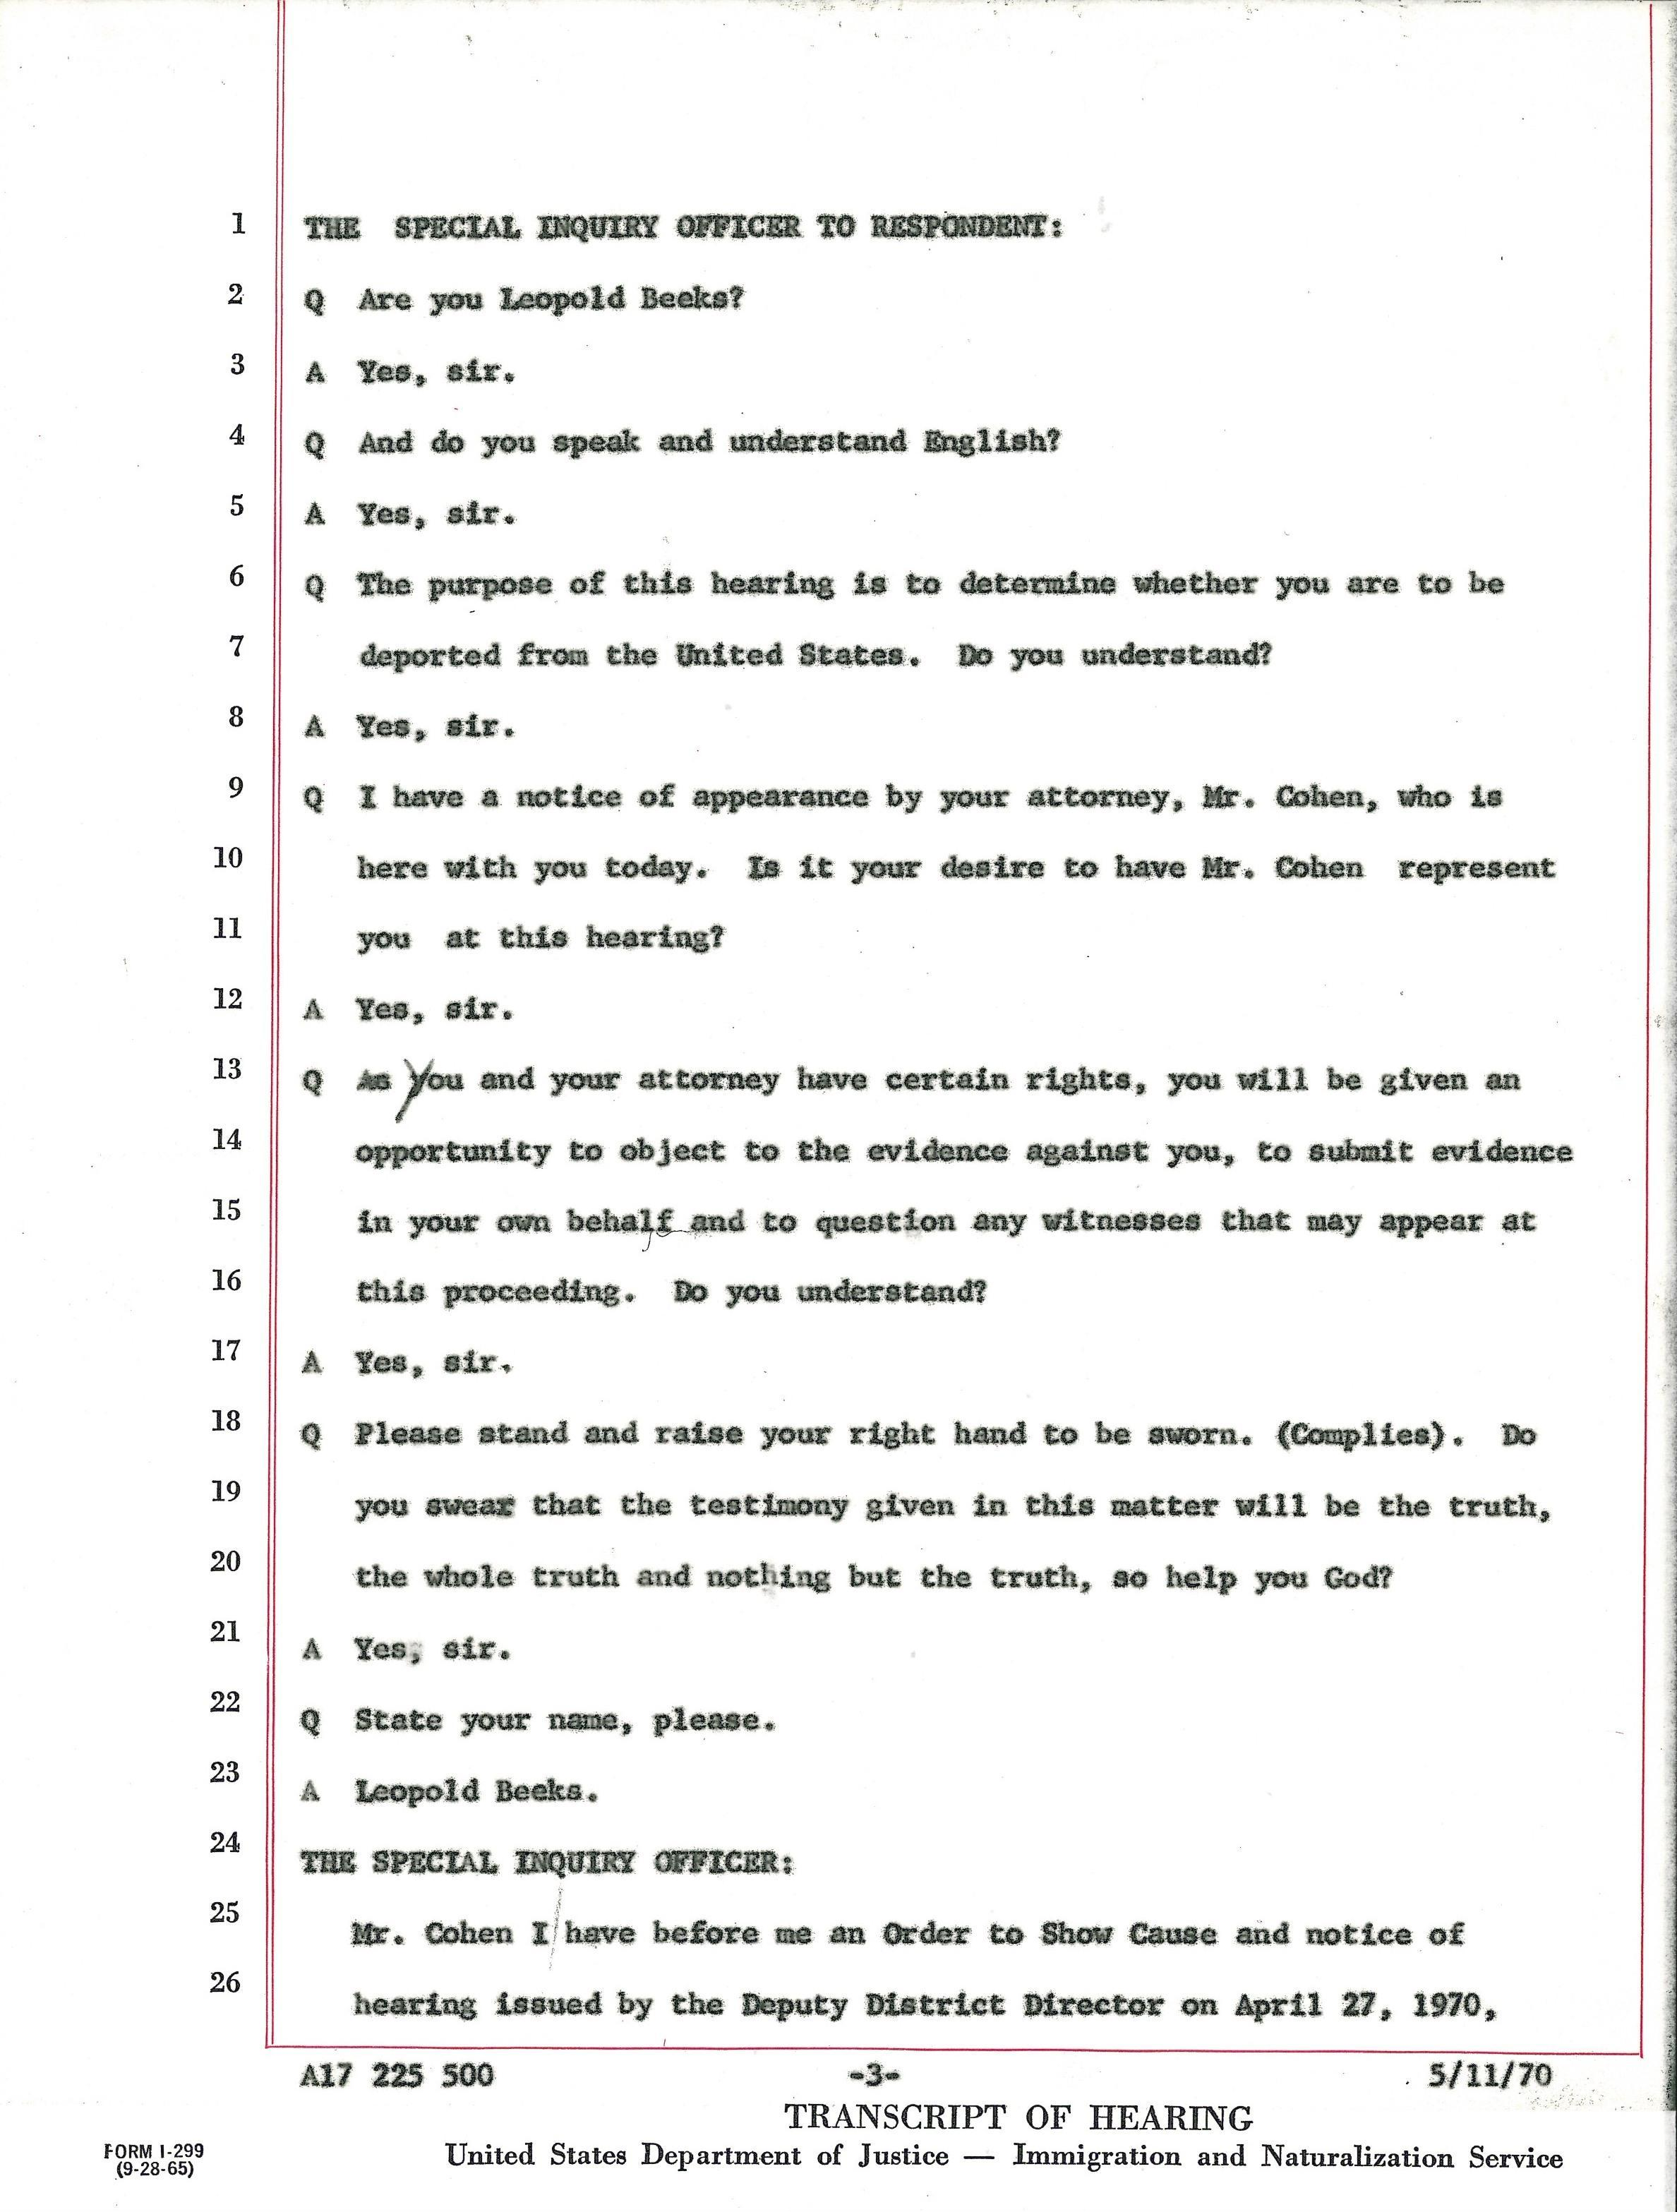 1 THE SPECIAL INQUIRY OFFICER TO RESPONDENT:
2 Q Are you Leopold Beeks?
3 A Yes, sir.
4 Q And do you speak and understand English?
5 A Yes, sir.
6 Q The purpose of this hearing is to determine whether you are to be
7 deported from the United States. Do you understand?
8 A Yes, sir.
9 Q I have a notice of appearance by your attorney, Mr. Cohen, who is
10 here with you today. Is it your desire to have Mr. Cohen represent
11 you at this hearing?
12 A Yes, sir.
13 Q As you and your attorney have certain rights, you will be given an
14 opportunity to object to the evidence against you, to submit evidence
15 in your own behalf and to question any witnesses that may appear at
16 this proceeding. Do you understand?
17 A Yes, sir.
18 Q Please stand and raise your right hand to be sworn. (Complies). Do
19 you swear that the testimony given in this matter will be the truth,
20 the whole truth and nothing but the truth, so help you God?
21 A Yes, sir.
22 Q State your name, please.
23 A Leopold Beeks.
24 THE SPECIAL INQUIRY OFFICER:
25 Mr. Cohen I have before me an Order to Show Cause and notice of
26 hearing issued by the Deputy District Director on April 27, 1970,
A17 225 500 -3- 5/11/70
TRANSCRIPT OF HEARING
FORM I-299 United States Department of Justice — Immigration and Naturalization Service
(9-28-65)